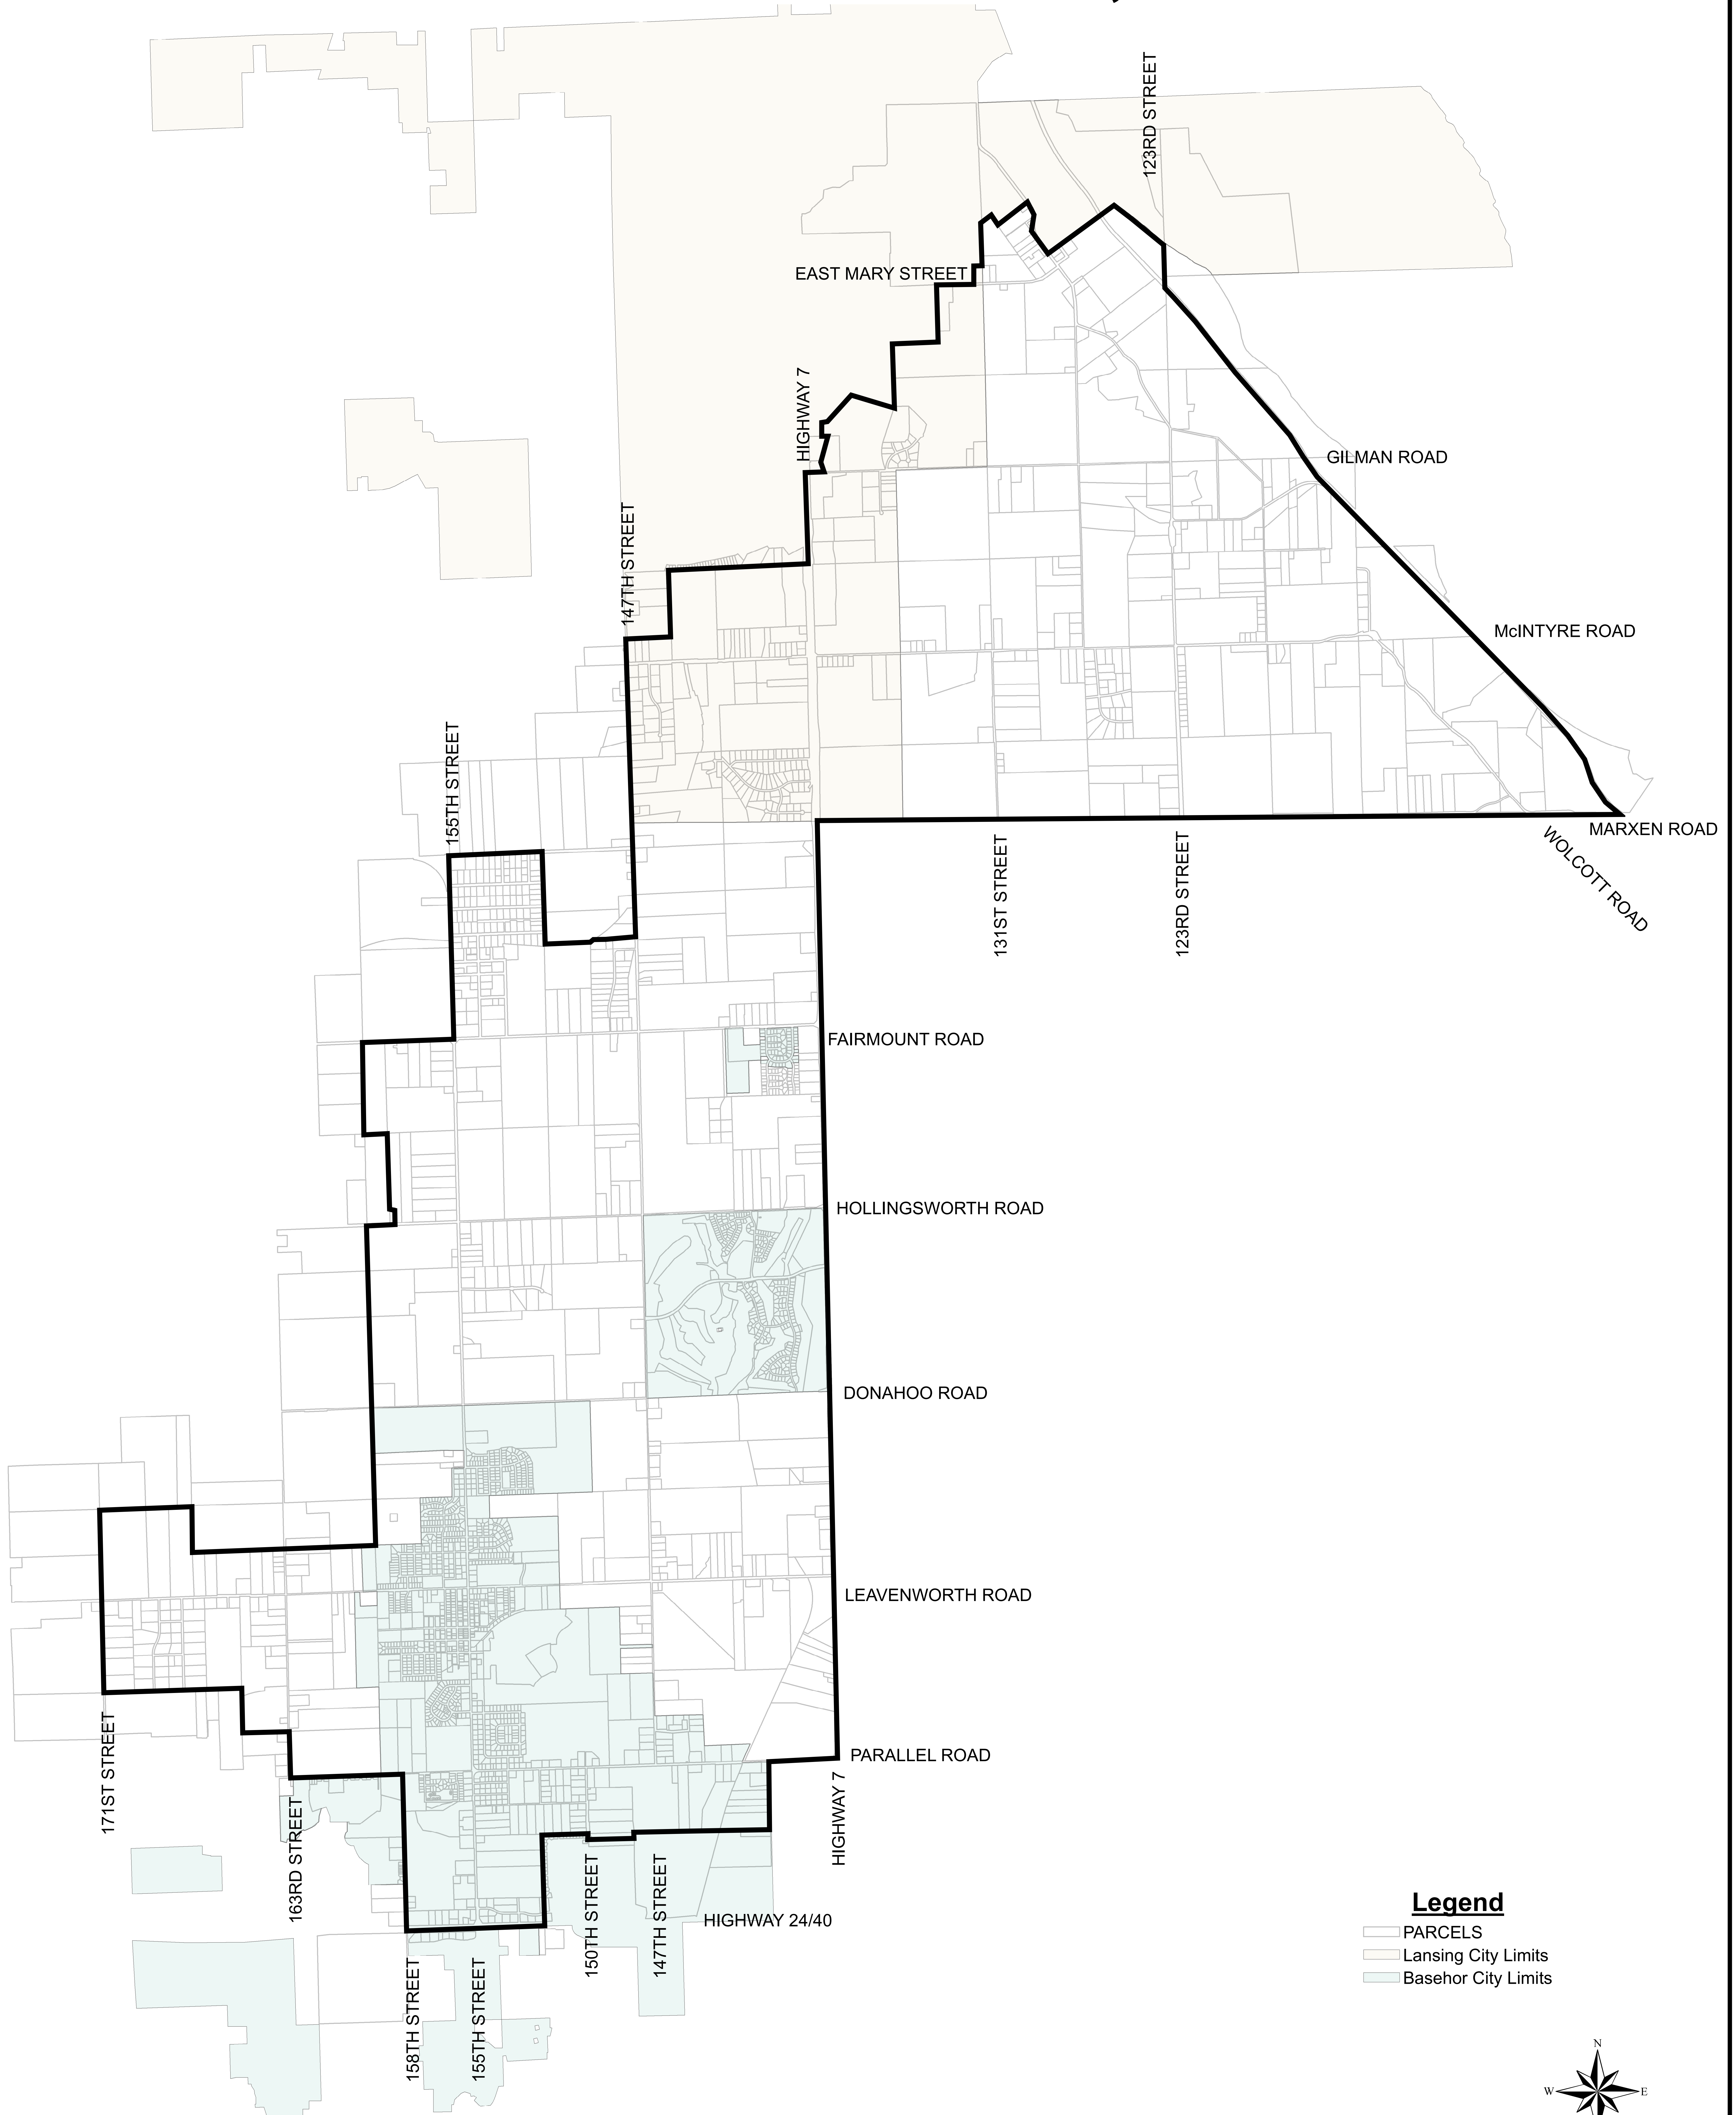 123RD STREET
EAST MARY STREET
HIGHWAY 7
GILMAN ROAD
147TH STREET
McINTYRE ROAD
155TH STREET
MARXEN ROAD
WOLCOTT ROAD
131ST STREET
123RD STREET
FAIRMOUNT ROAD
HOLLINGSWORTH ROAD
DONAHOO ROAD
LEAVENWORTH ROAD
PARALLEL ROAD
171ST STREET
163RD STREET
HIGHWAY 7
150TH STREET
147TH STREET
HIGHWAY 24/40
158TH STREET
155TH STREET
Legend
PARCELS
Lansing City Limits
Basehor City Limits
N
W
E